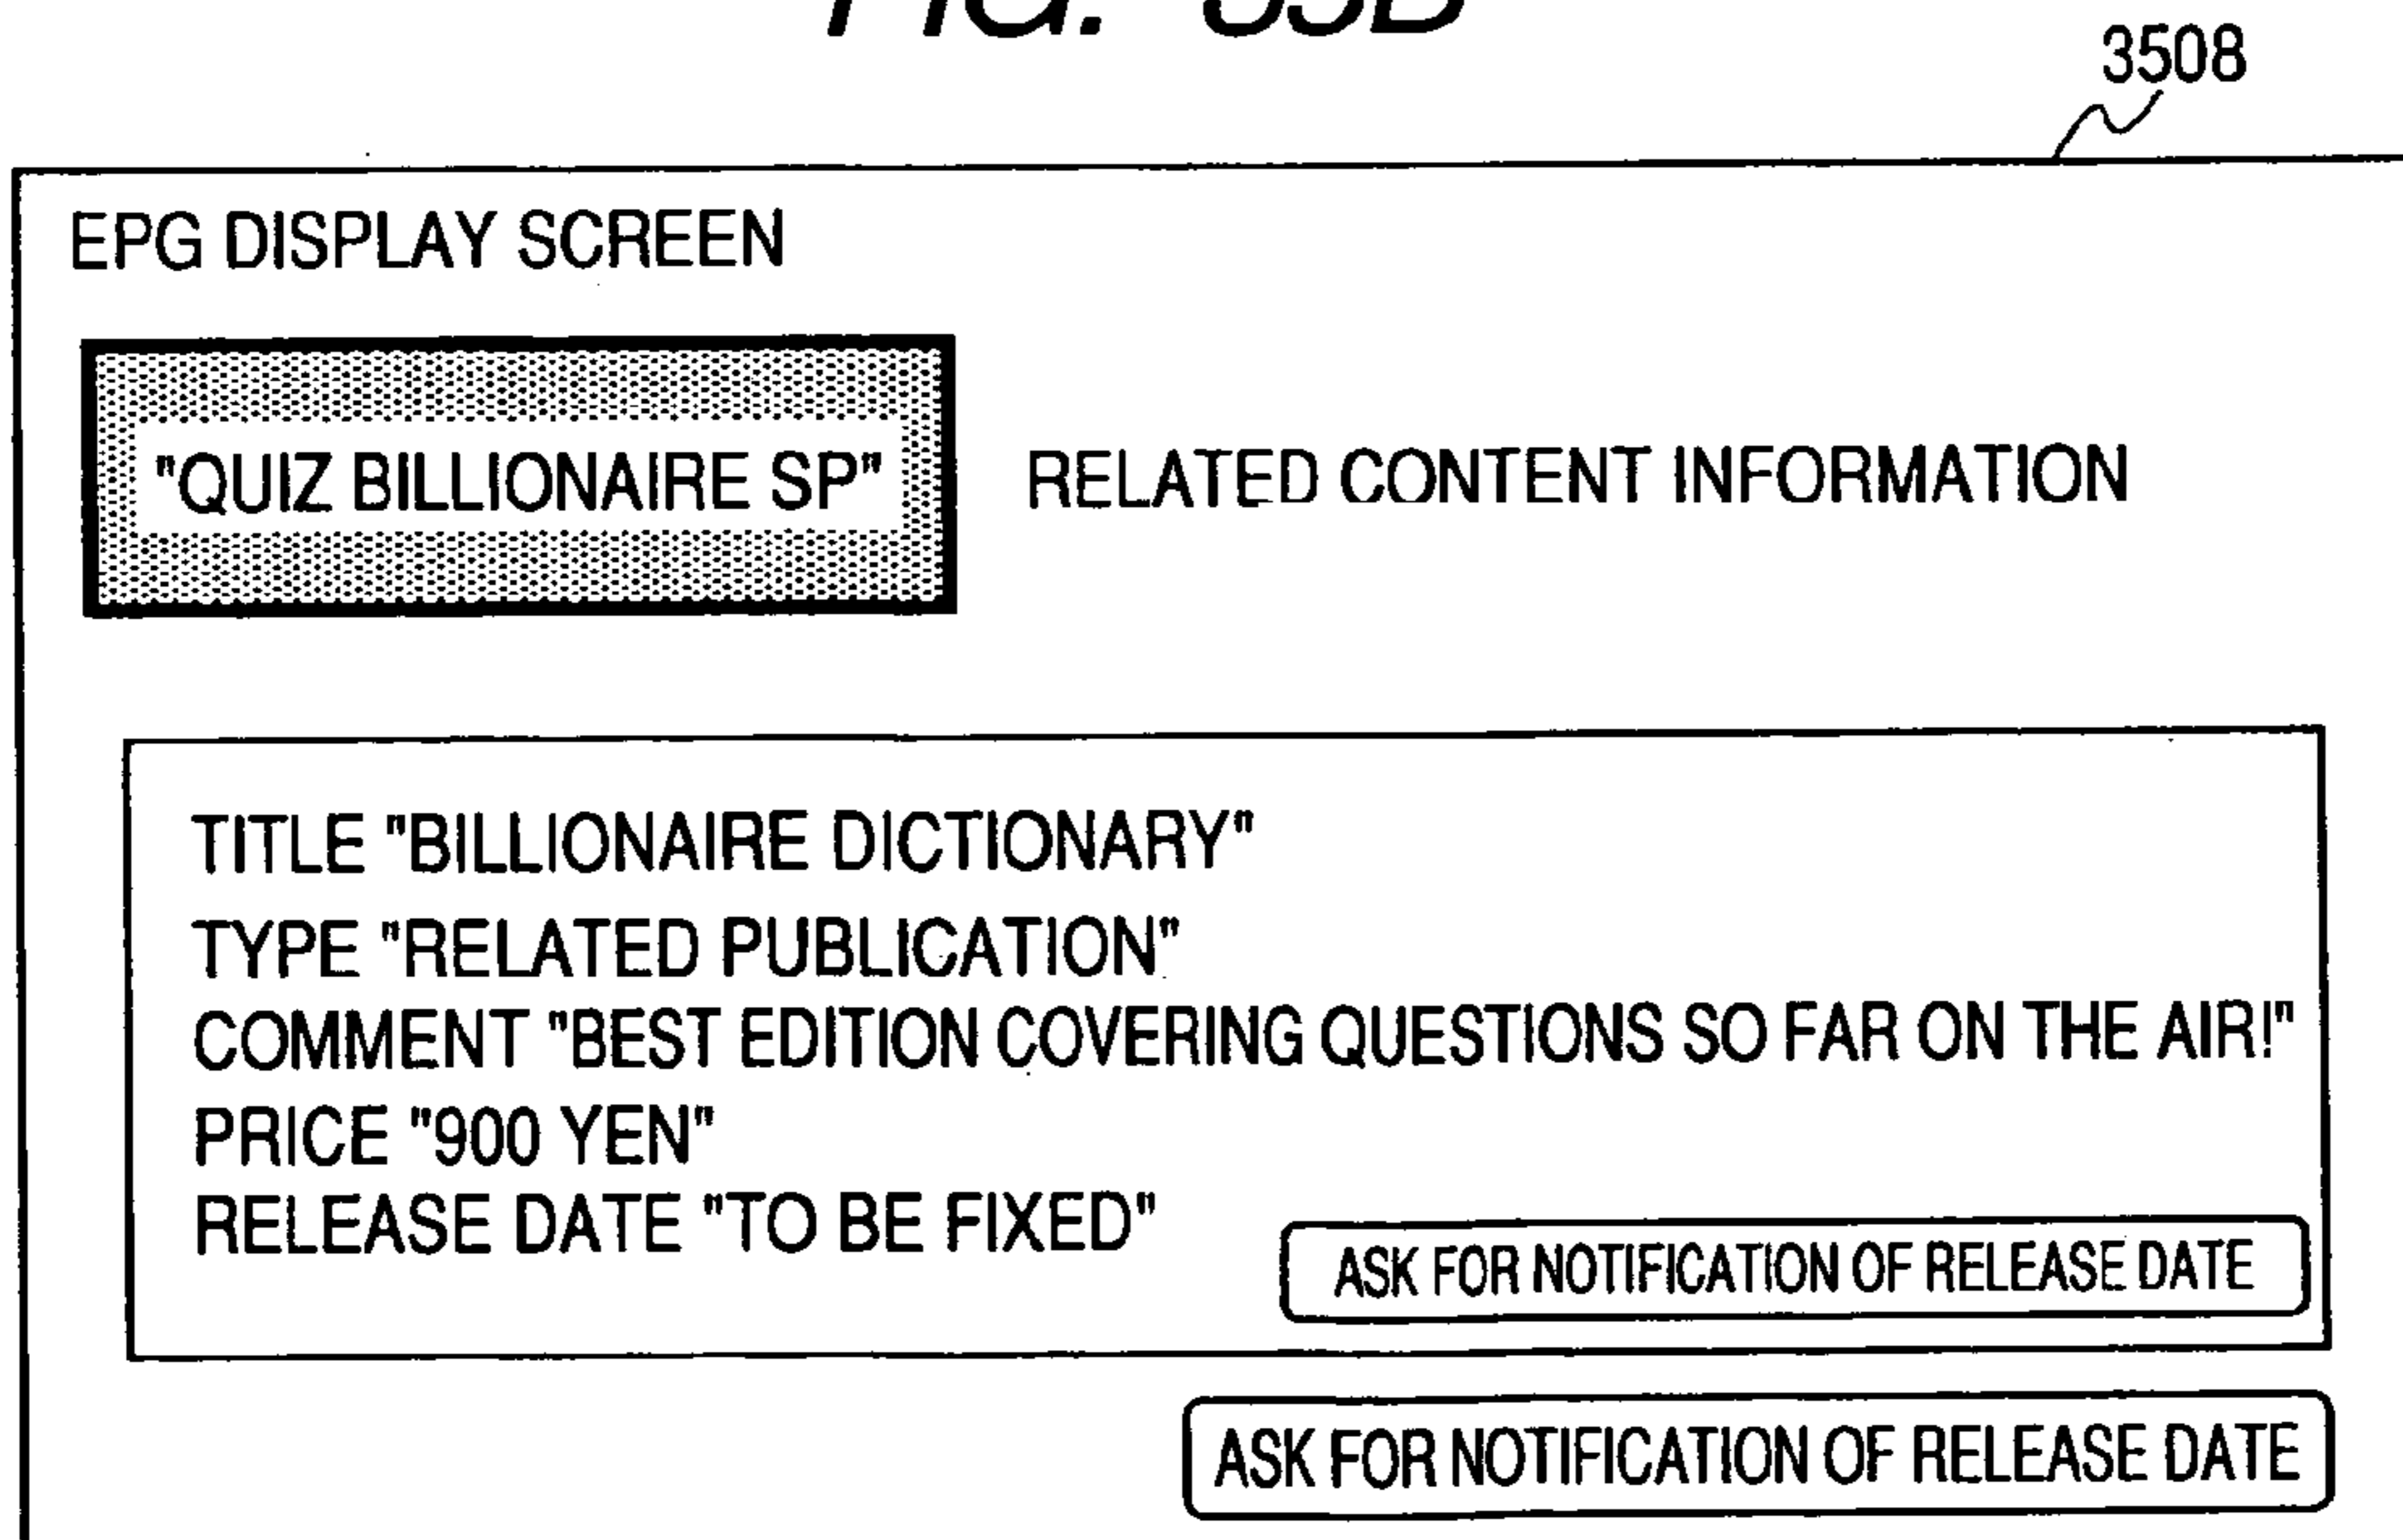 FIG. 35B
3508
EPG DISPLAY SCREEN
"QUIZ BILLIONAIRE SP"
RELATED CONTENT INFORMATION
TITLE "BILLIONAIRE DICTIONARY"
TYPE "RELATED PUBLICATION"
COMMENT "BEST EDITION COVERING QUESTIONS SO FAR ON THE AIR!"
PRICE "900 YEN"
RELEASE DATE "TO BE FIXED"
ASK FOR NOTIFICATION OF RELEASE DATE
ASK FOR NOTIFICATION OF RELEASE DATE